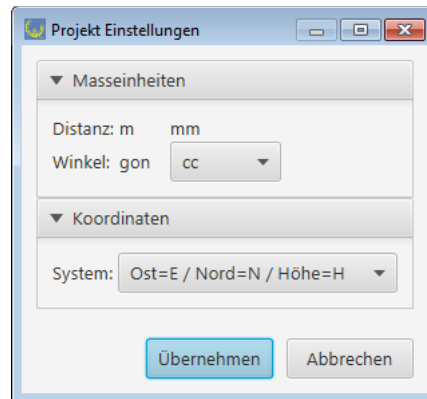 Projekt Einstellungen
Masseinheiten
Distanz: m mm
Winkel: gon cc
Koordinaten
System: Ost=E / Nord=N / Höhe=H
Übernehmen Abbrechen